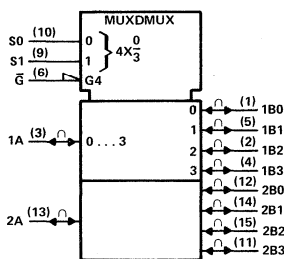 MUXDMUX
S0 (10) 0 4X 0/3
S1 (9) 1
G̅ (6) G4
0 (1) 1B0
1 (5) 1B1
1A (3) ∩ 0 . . . 3 2 (2) 1B2
3 (4) 1B3
(12) 2B0
2A (13) ∩ (14) 2B1
(15) 2B2
(11) 2B3